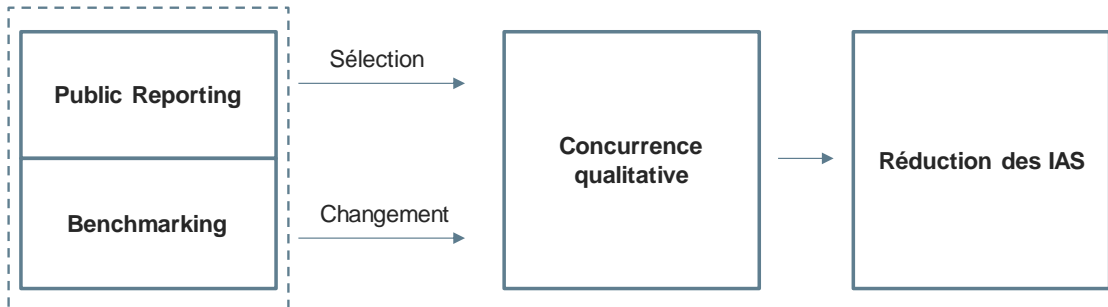 Public Reporting
Sélection
Concurrence
qualitative
Réduction des IAS
Benchmarking
Changement